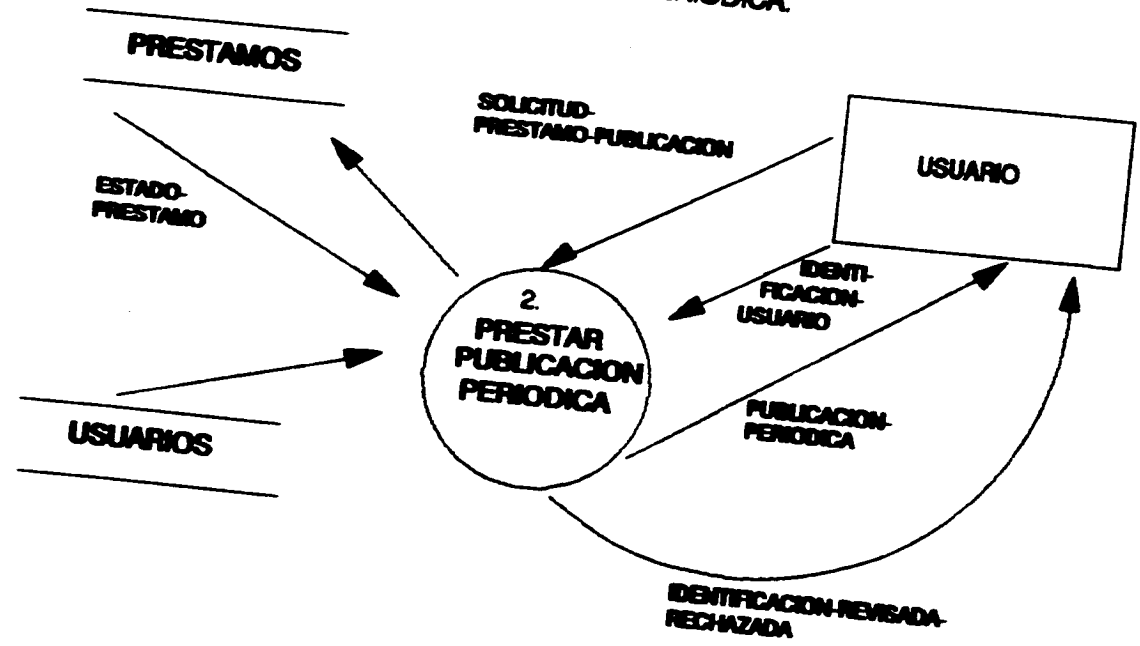 PRESTAMOS
SOLICITUD-
PRESTAMO-PUBLICACION
USUARIO
ESTADO-
PRESTAMO
IDENTI-
FICACION-
USUARIO
2.
PRESTAR
PUBLICACION
PERIODICA
PUBLICACION-
PERIODICA
USUARIOS
IDENTIFICACION-REVISADA-
RECHAZADA